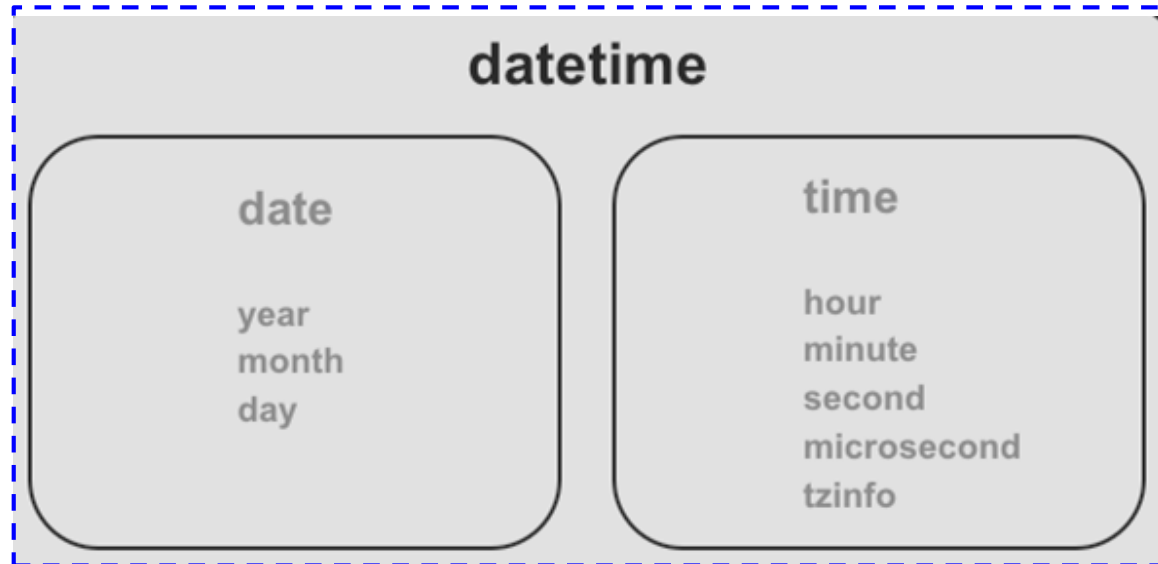 datetime
date
year
month
day
time
hour
minute
second
microsecond
tzinfo